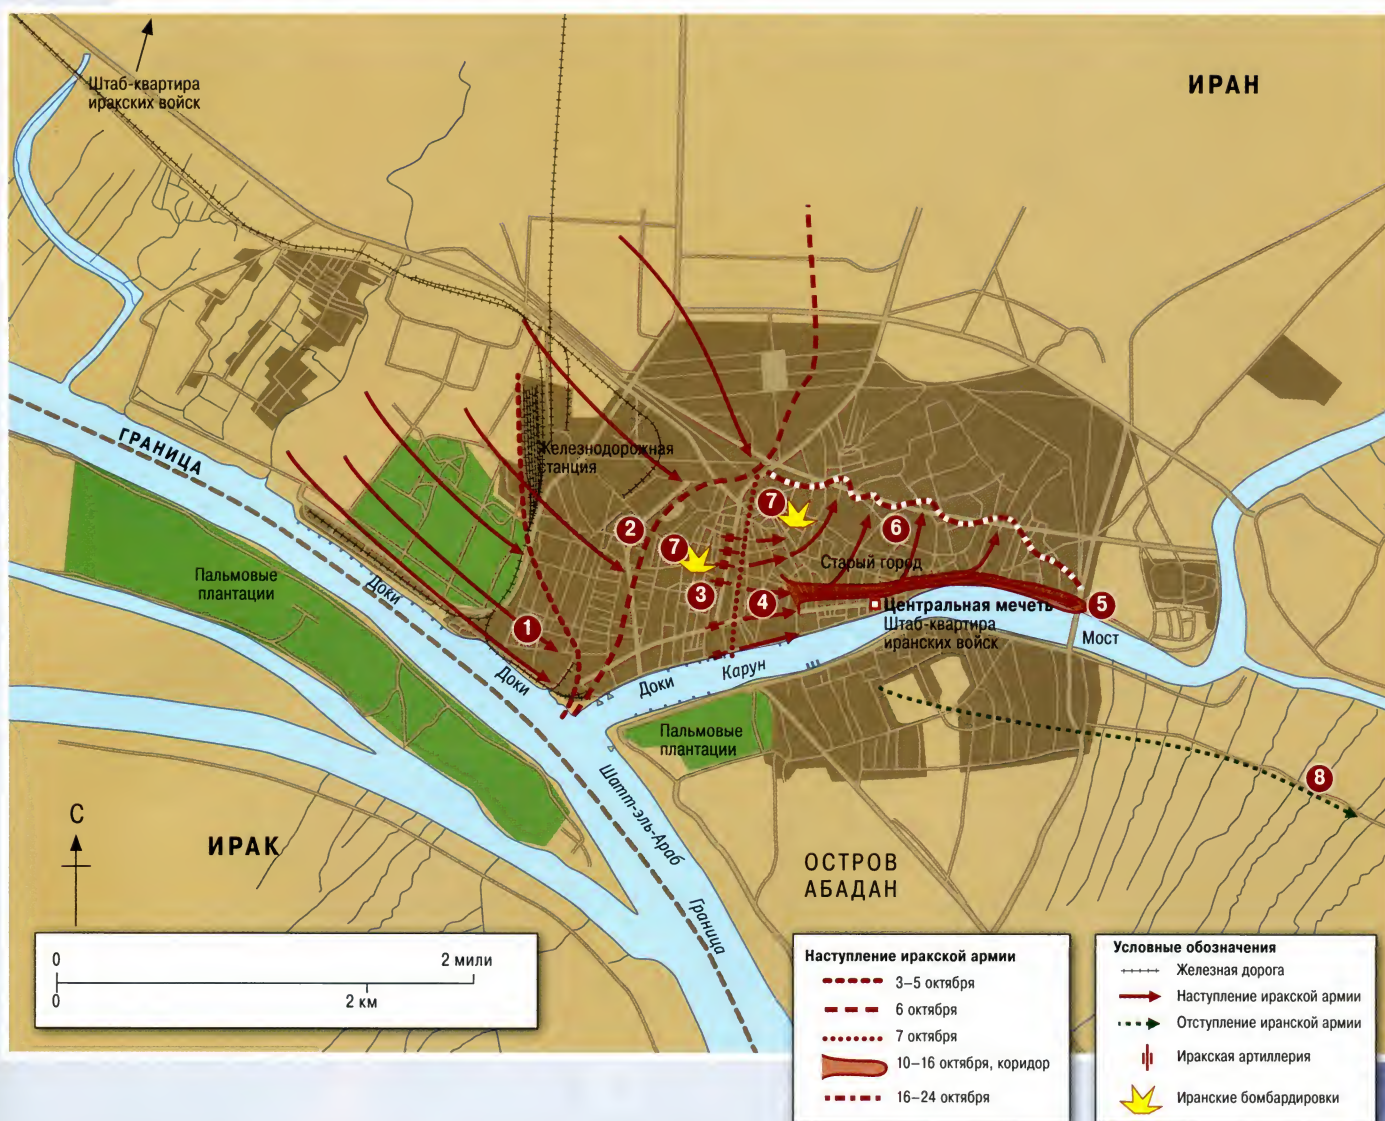 Штаб-квартира
иракских войск
ИРАН
ГРАНИЦА
Железнодорожная
станция
Пальмовые
плантации
Доки
Доки
Доки
Карун
1
2
7
7
3
4
6
5
8
Старый город
Центральная мечеть
Штаб-квартира
иранских войск
Мост
Пальмовые
плантации
Шатт-эль-Араб
Граница
С
ИРАК
ОСТРОВ
АБАДАН
0 2 мили
0 2 км
Наступление иракской армии
3–5 октября
6 октября
7 октября
10–16 октября, коридор
16–24 октября
Условные обозначения
Железная дорога
Наступление иракской армии
Отступление иранской армии
Иракская артиллерия
Иранские бомбардировки